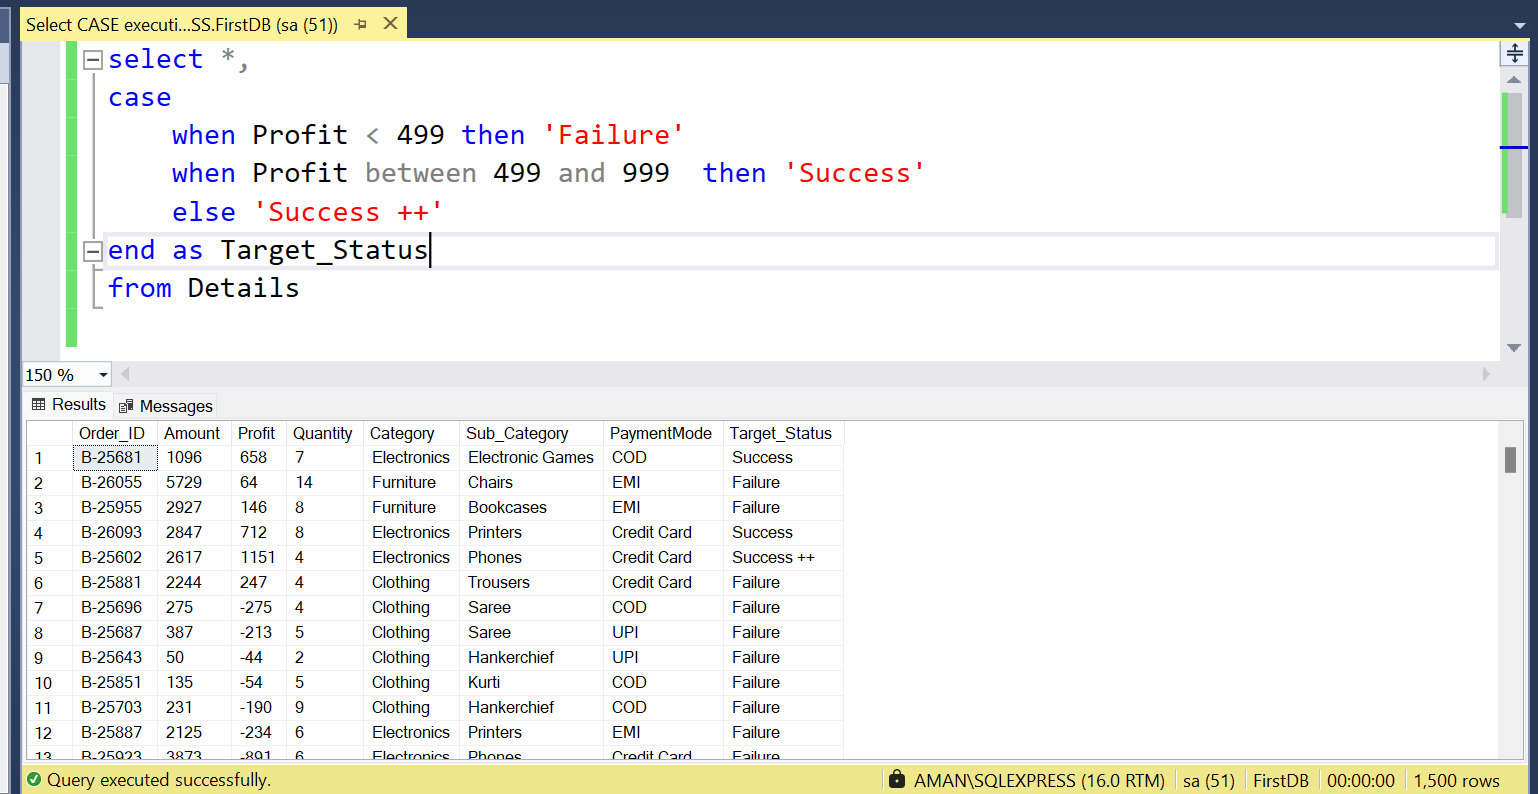 Select CASE executi...SS.FirstDB (sa (51))
select *,
case
when Profit < 499 then 'Failure'
when Profit between 499 and 999 then 'Success'
else 'Success ++'
end as Target_Status
from Details
150 %
Results Messages
Order_ID Amount Profit Quantity Category Sub_Category PaymentMode Target_Status
1 B-25681 1096 658 7 Electronics Electronic Games COD Success
2 B-26055 5729 64 14 Furniture Chairs EMI Failure
3 B-25955 2927 146 8 Furniture Bookcases EMI Failure
4 B-26093 2847 712 8 Electronics Printers Credit Card Success
5 B-25602 2617 1151 4 Electronics Phones Credit Card Success ++
6 B-25881 2244 247 4 Clothing Trousers Credit Card Failure
7 B-25696 275 -275 4 Clothing Saree COD Failure
8 B-25687 387 -213 5 Clothing Saree UPI Failure
9 B-25643 50 -44 2 Clothing Hankerchief UPI Failure
10 B-25851 135 -54 5 Clothing Kurti COD Failure
11 B-25703 231 -190 9 Clothing Hankerchief COD Failure
12 B-25887 2125 -234 6 Electronics Printers EMI Failure
13 B-25923 3873 -891 6 Electronics Phones Credit Card Failure
Query executed successfully. AMAN\SQLEXPRESS (16.0 RTM) sa (51) FirstDB 00:00:00 1,500 rows